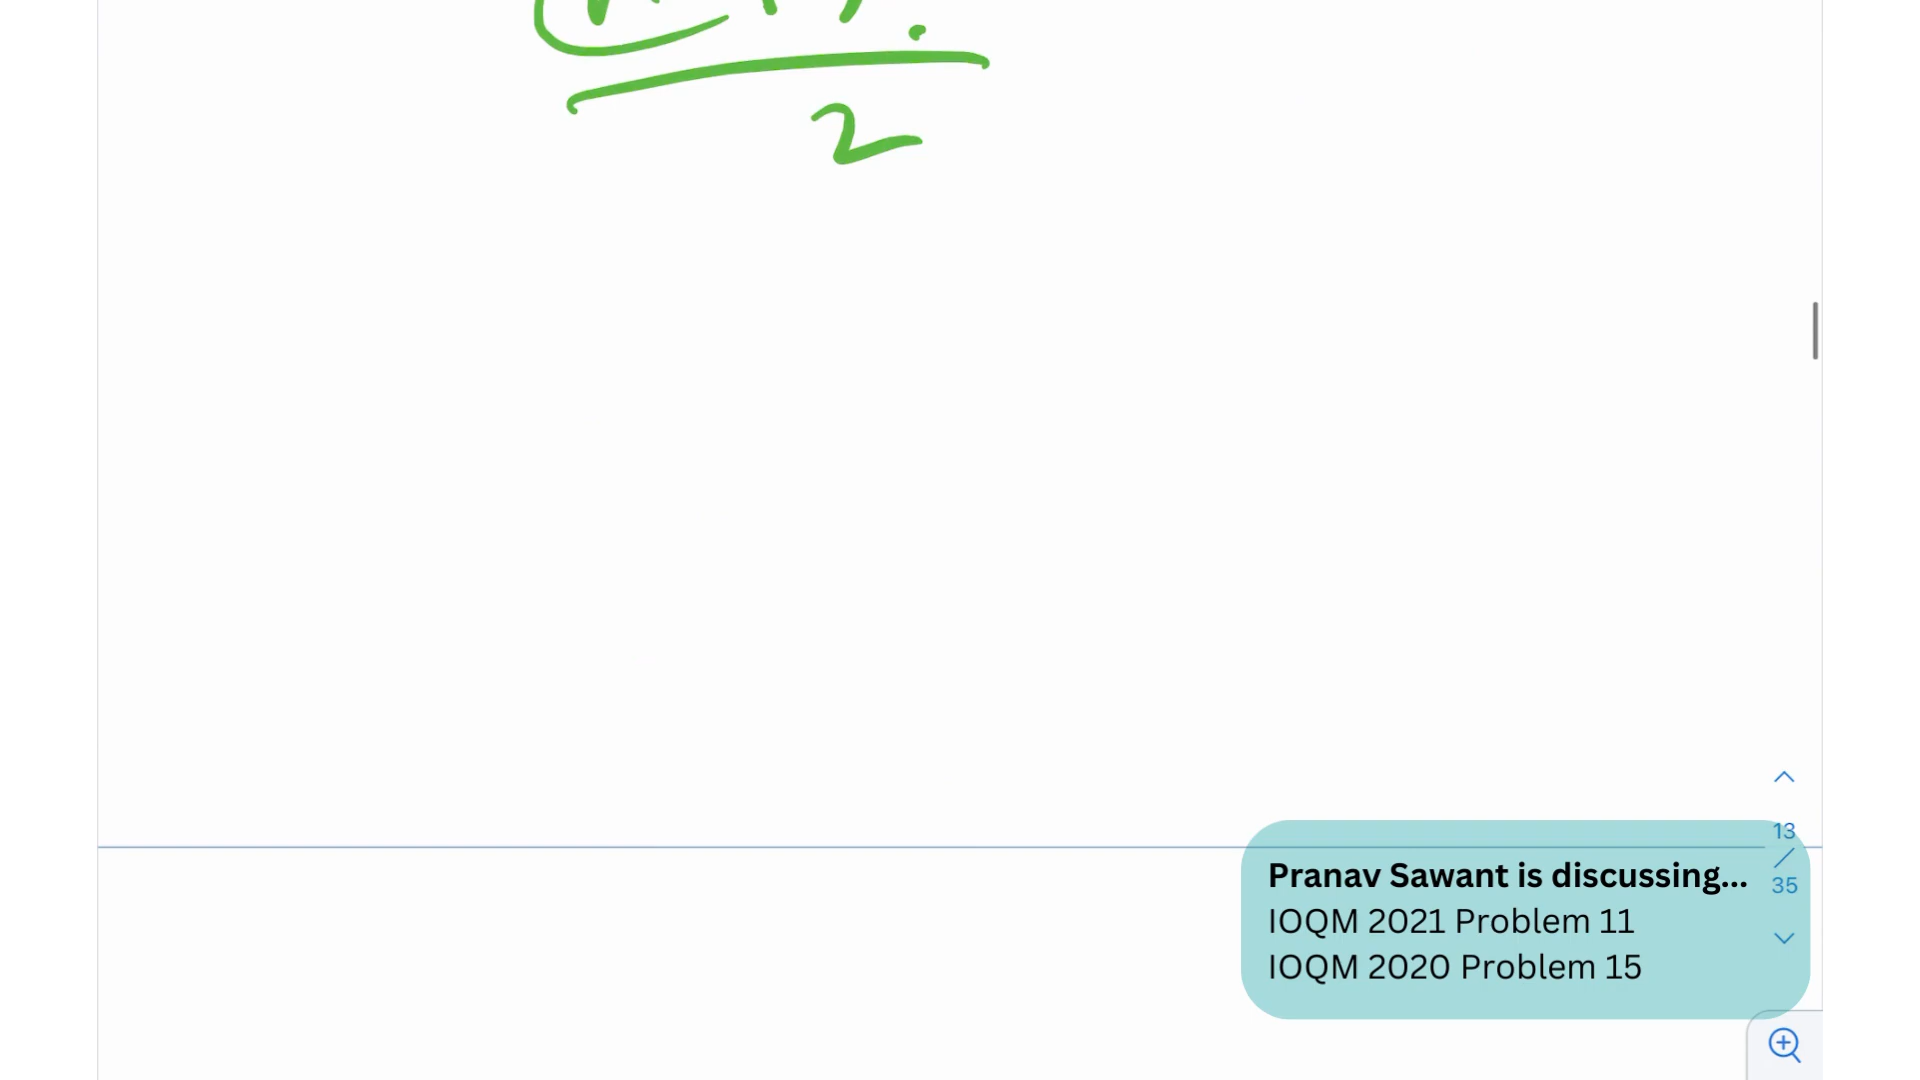 2
13
/
35
Pranav Sawant is discussing...
IOQM 2021 Problem 11
IOQM 2020 Problem 15